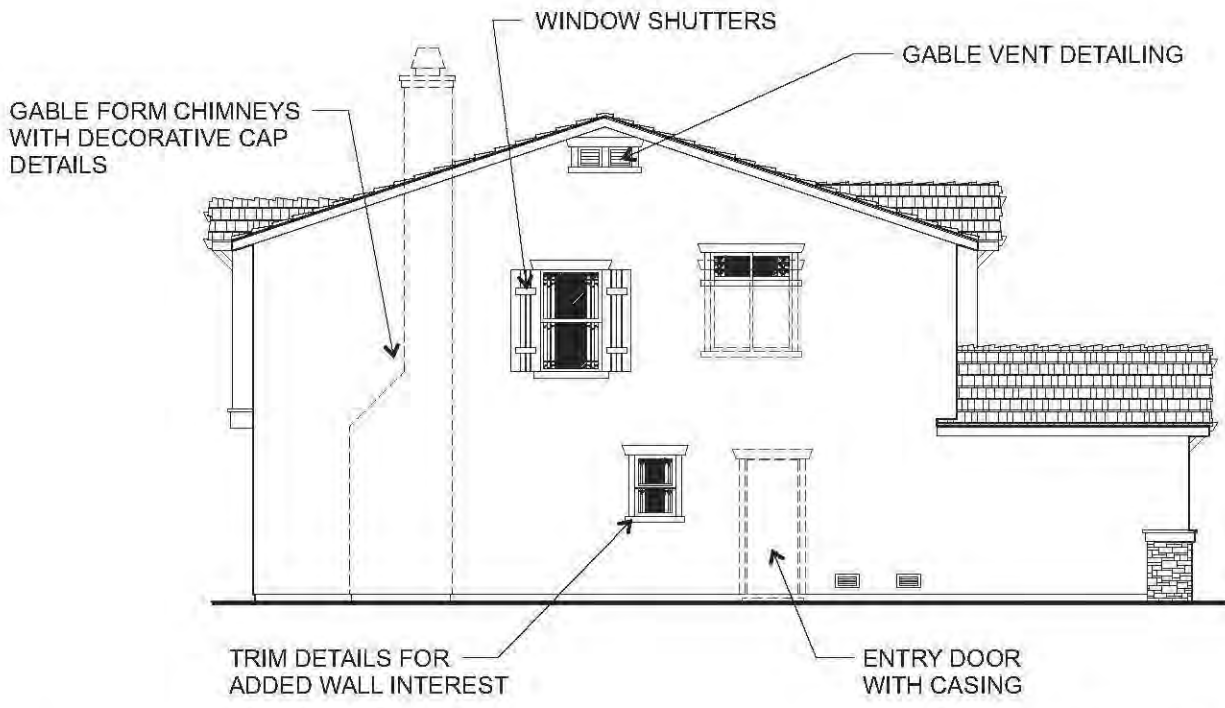 WINDOW SHUTTERS
GABLE VENT DETAILING
GABLE FORM CHIMNEYS
WITH DECORATIVE CAP
DETAILS
TRIM DETAILS FOR
ADDED WALL INTEREST
ENTRY DOOR
WITH CASING